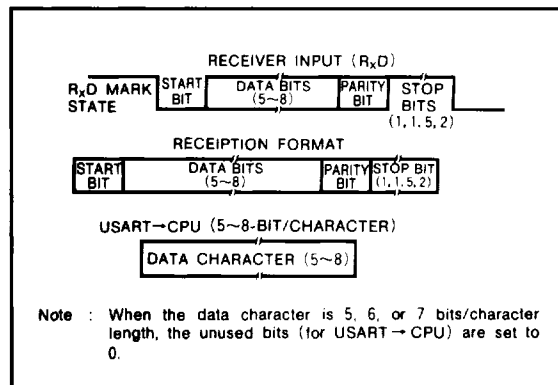 RECEIVER INPUT (RxD)
RxD MARK STATE
START BIT
DATA BITS (5~8)
PARITY BIT
STOP BITS (1, 1.5, 2)
RECEIPTION FORMAT
START BIT
DATA BITS (5~8)
PARITY BIT
STOP BIT (1, 1.5, 2)
USART→CPU (5~8-BIT/CHARACTER)
DATA CHARACTER (5~8)
Note : When the data character is 5, 6, or 7 bits/character
length, the unused bits (for USART → CPU) are set to
0.